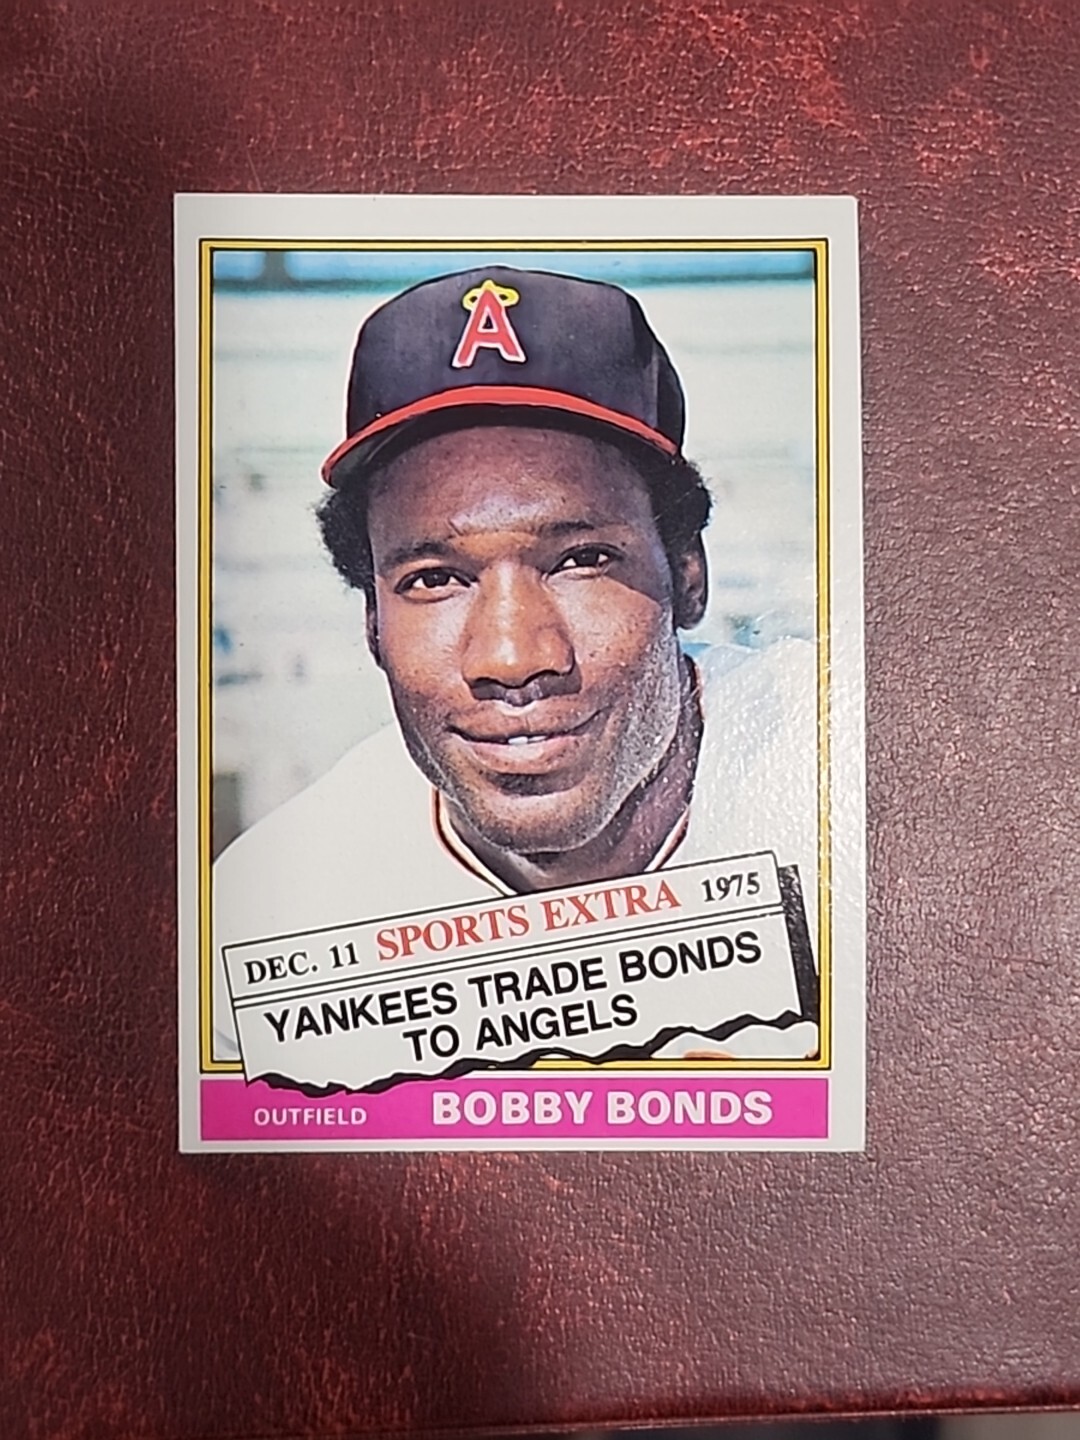 A
DEC. 11 SPORTS EXTRA 1975
YANKEES TRADE BONDS
TO ANGELS
OUTFIELD BOBBY BONDS